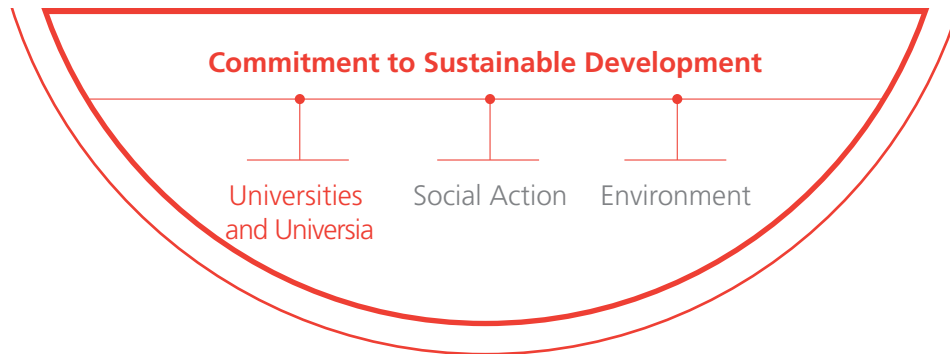 Commitment to Sustainable Development
Universities
and Universia
Social Action
Environment